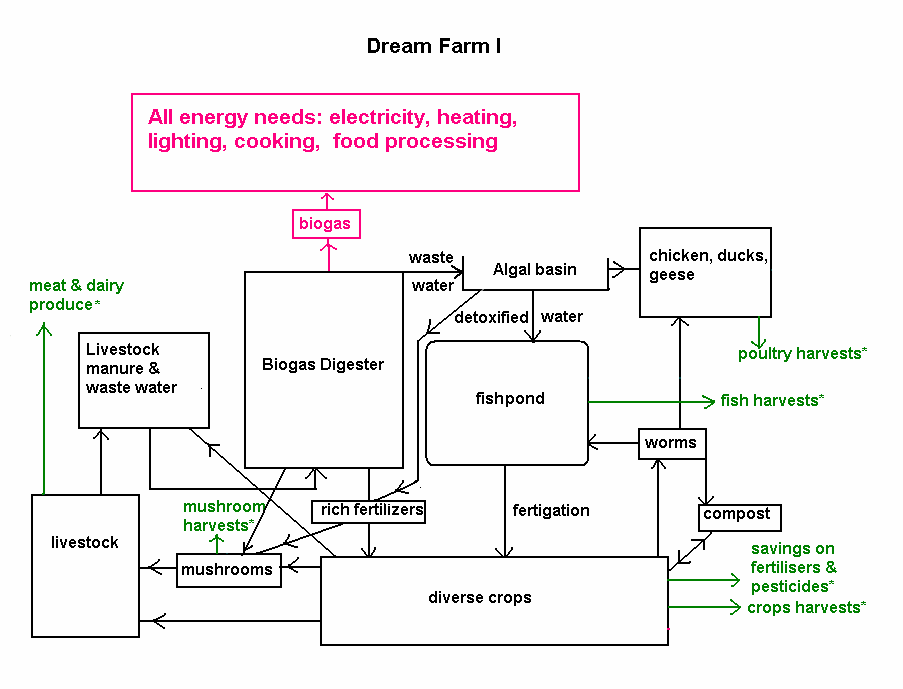 Dream Farm I
All energy needs: electricity, heating,
lighting, cooking,  food processing
biogas
waste
water
Algal basin
chicken, ducks,
geese
meat & dairy
produce*
detoxified
water
Livestock
manure &
waste water
Biogas Digester
poultry harvests*
fishpond
fish harvests*
worms
mushroom
harvests*
rich fertilizers
fertigation
compost
livestock
mushrooms
diverse crops
savings on
fertilisers &
pesticides*
crops harvests*